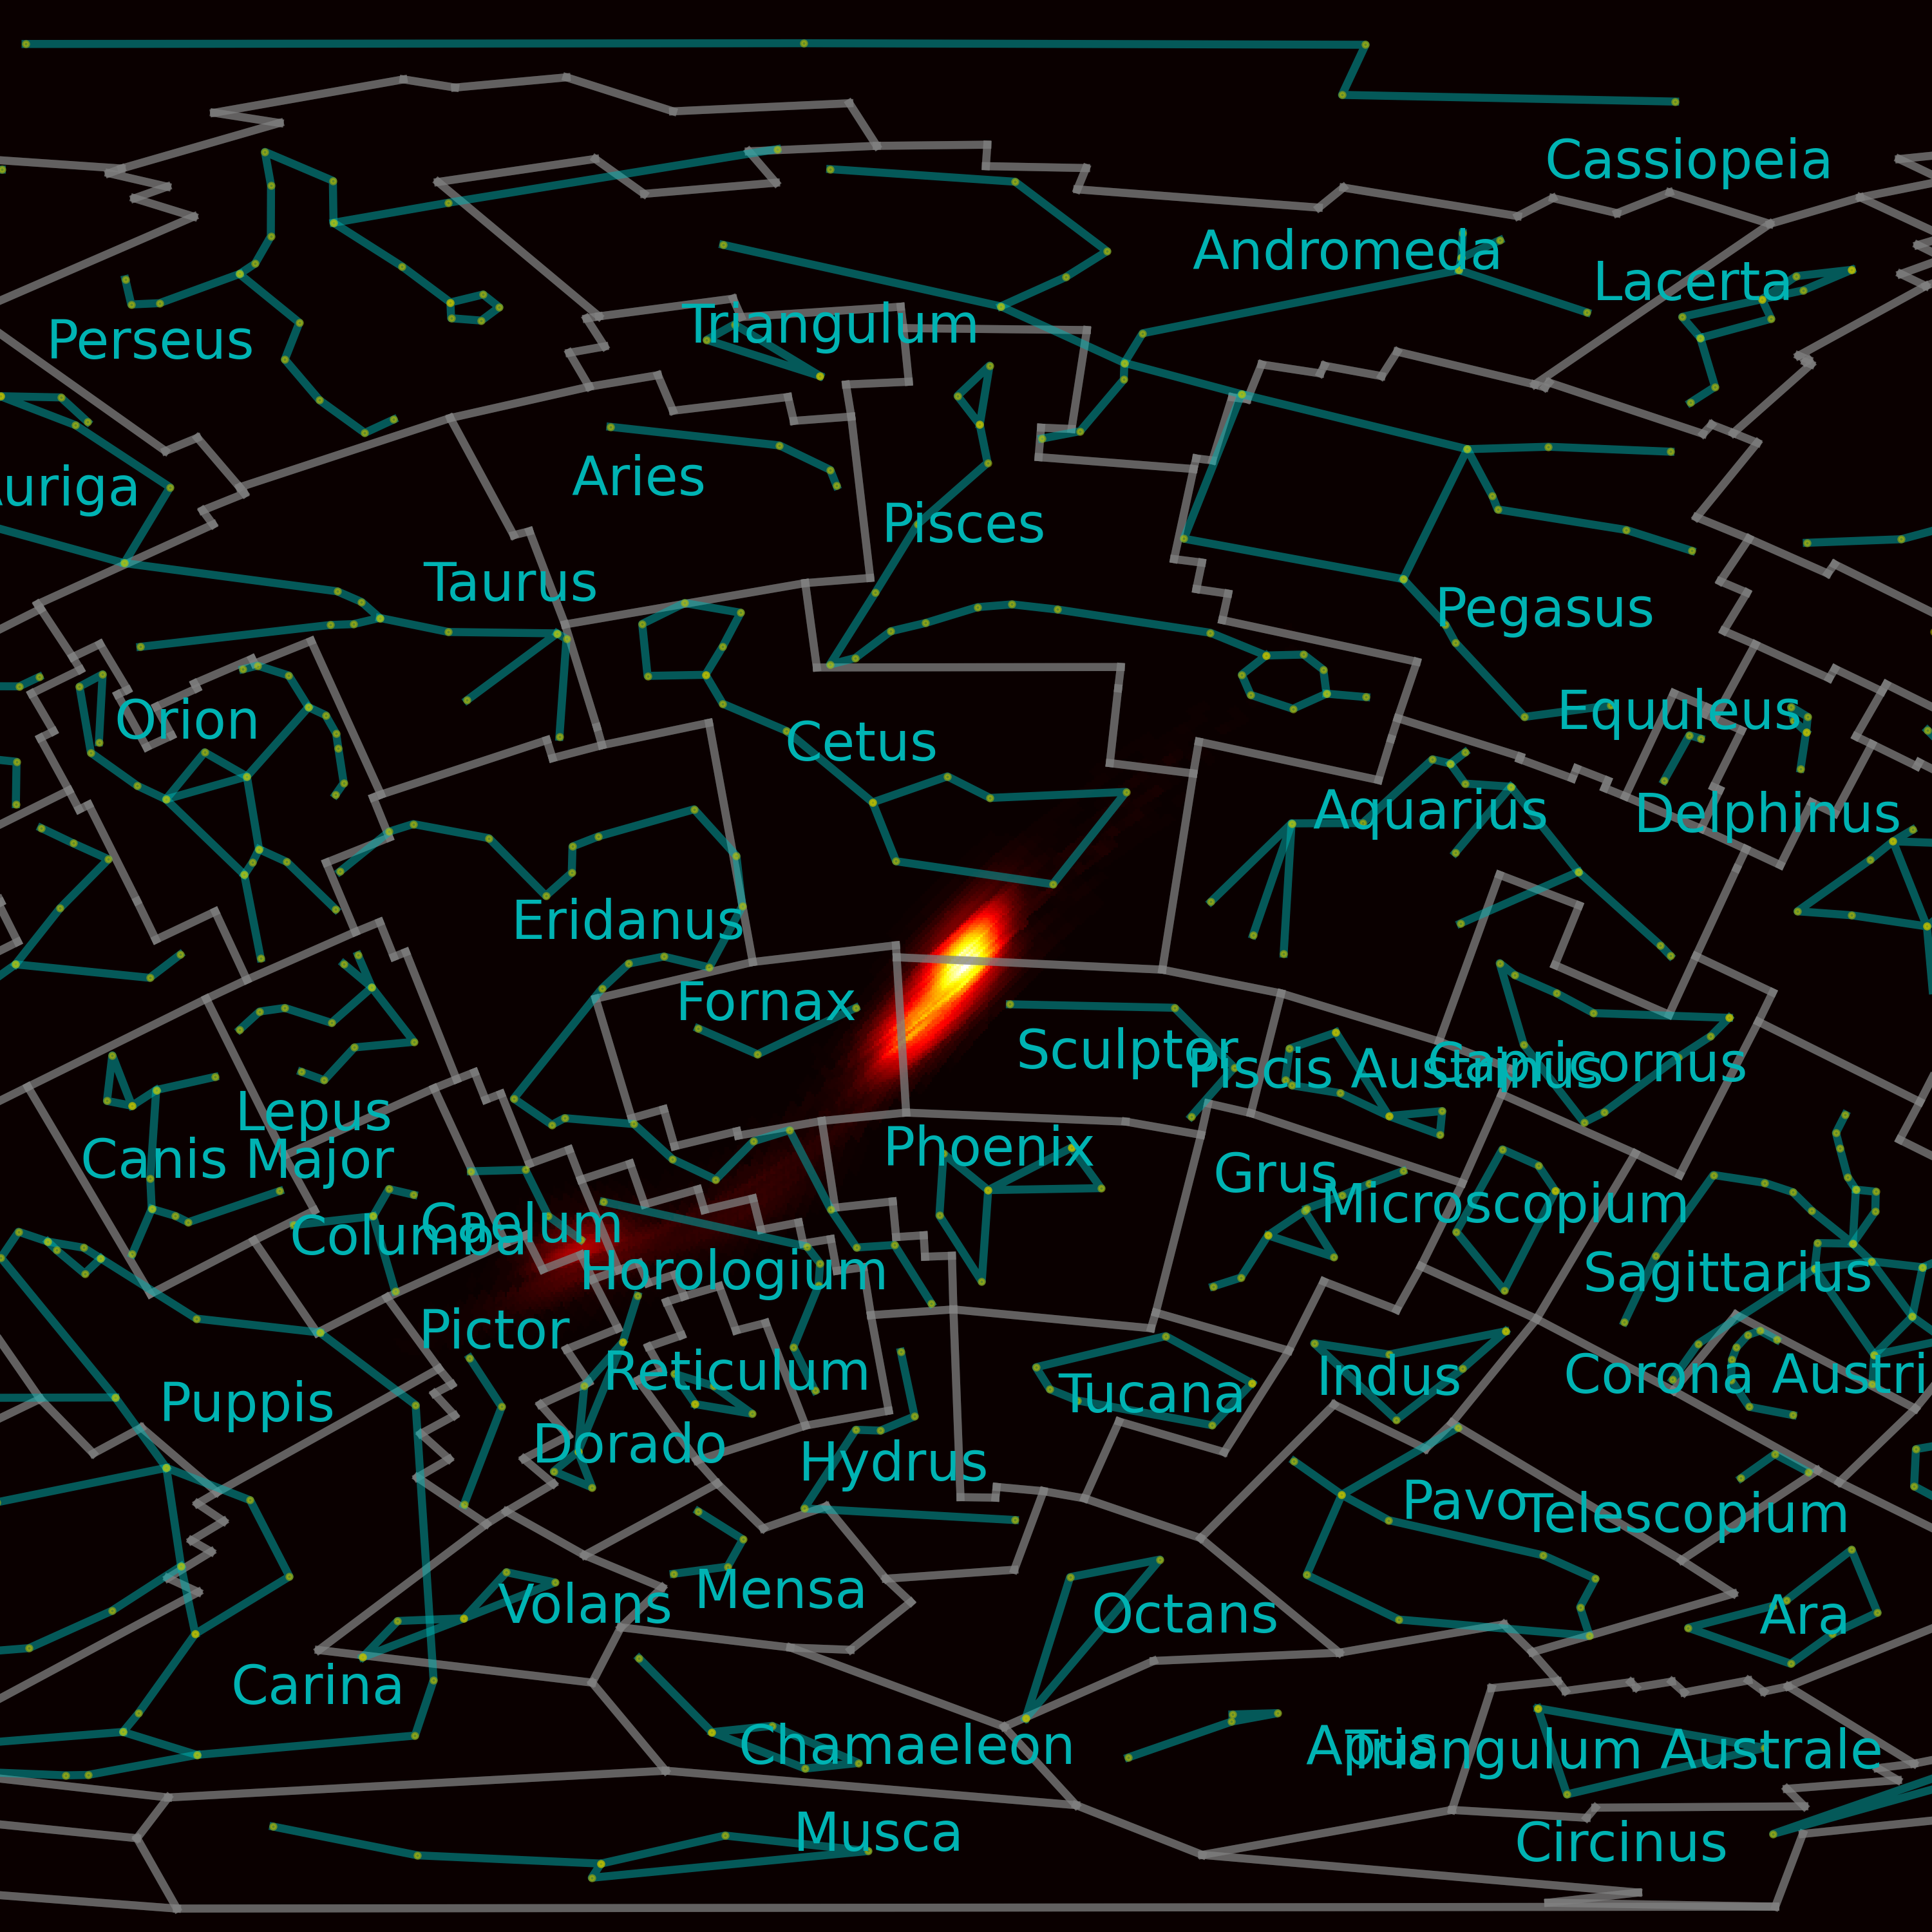 Cassiopeia
Andromeda
Lacerta
Triangulum
Perseus
Aries
Auriga
Pisces
Taurus
Pegasus
Orion
Equuleus
Cetus
Aquarius
Delphinus
Eridanus
Fornax
Sculptor
Capricornus
Piscis Austrinus
Lepus
Phoenix
Canis Major
Grus
Microscopium
Caelum
Columba
Horologium
Sagittarius
Pictor
Reticulum
Indus
Corona Austri
Tucana
Puppis
Dorado
Hydrus
Pavo
Telescopium
Mensa
Volans
Octans
Ara
Carina
Chamaeleon
Apus
Triangulum Australe
Musca
Circinus